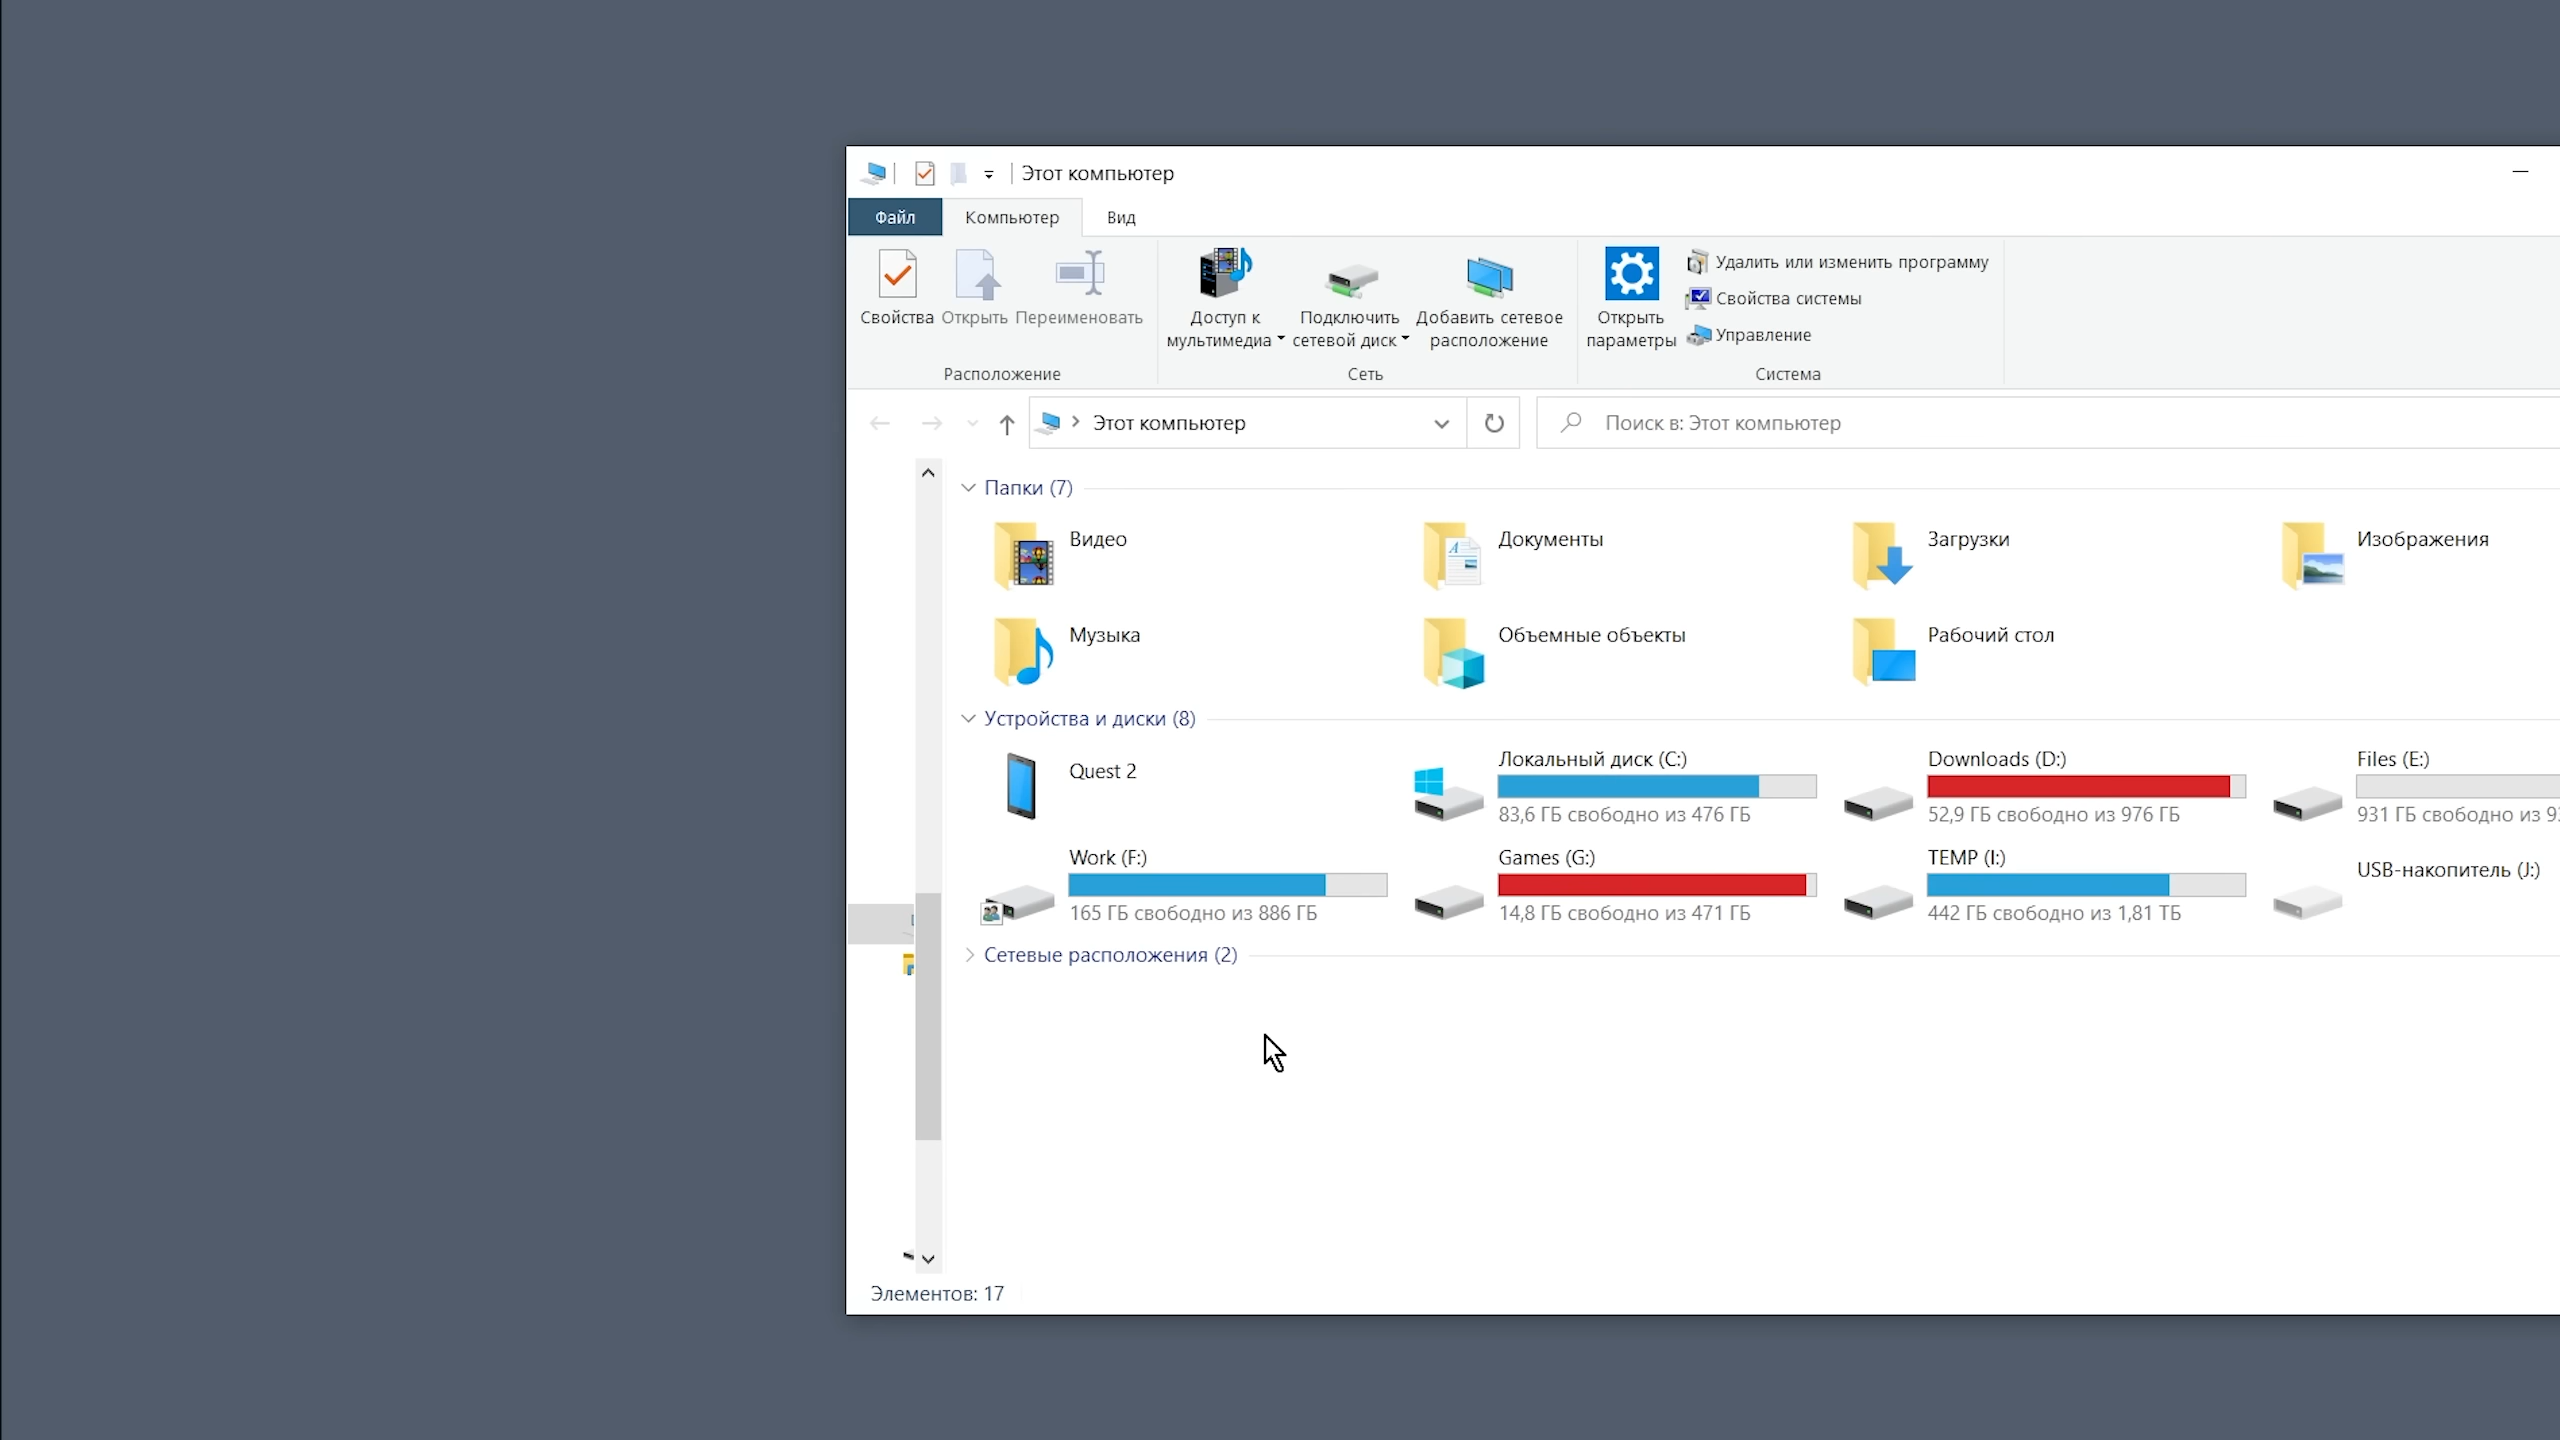 Этот компьютер
Файл
Компьютер
Вид
Свойства
Открыть
Переименовать
Доступ к
мультимедиа
Подключить
сетевой диск
Добавить сетевое
расположение
Открыть
параметры
Удалить или изменить программу
Свойства системы
Управление
Расположение
Сеть
Система
Этот компьютер
Поиск в: Этот компьютер
Папки (7)
Видео
Документы
Загрузки
Изображения
Музыка
Объемные объекты
Рабочий стол
Устройства и диски (8)
Quest 2
Локальный диск (C:)
83,6 ГБ свободно из 476 ГБ
Downloads (D:)
52,9 ГБ свободно из 976 ГБ
Files (E:)
931 ГБ свободно из
Work (F:)
165 ГБ свободно из 886 ГБ
Games (G:)
14,8 ГБ свободно из 471 ГБ
TEMP (I:)
442 ГБ свободно из 1,81 ТБ
USB-накопитель (J:)
Сетевые расположения (2)
Элементов: 17